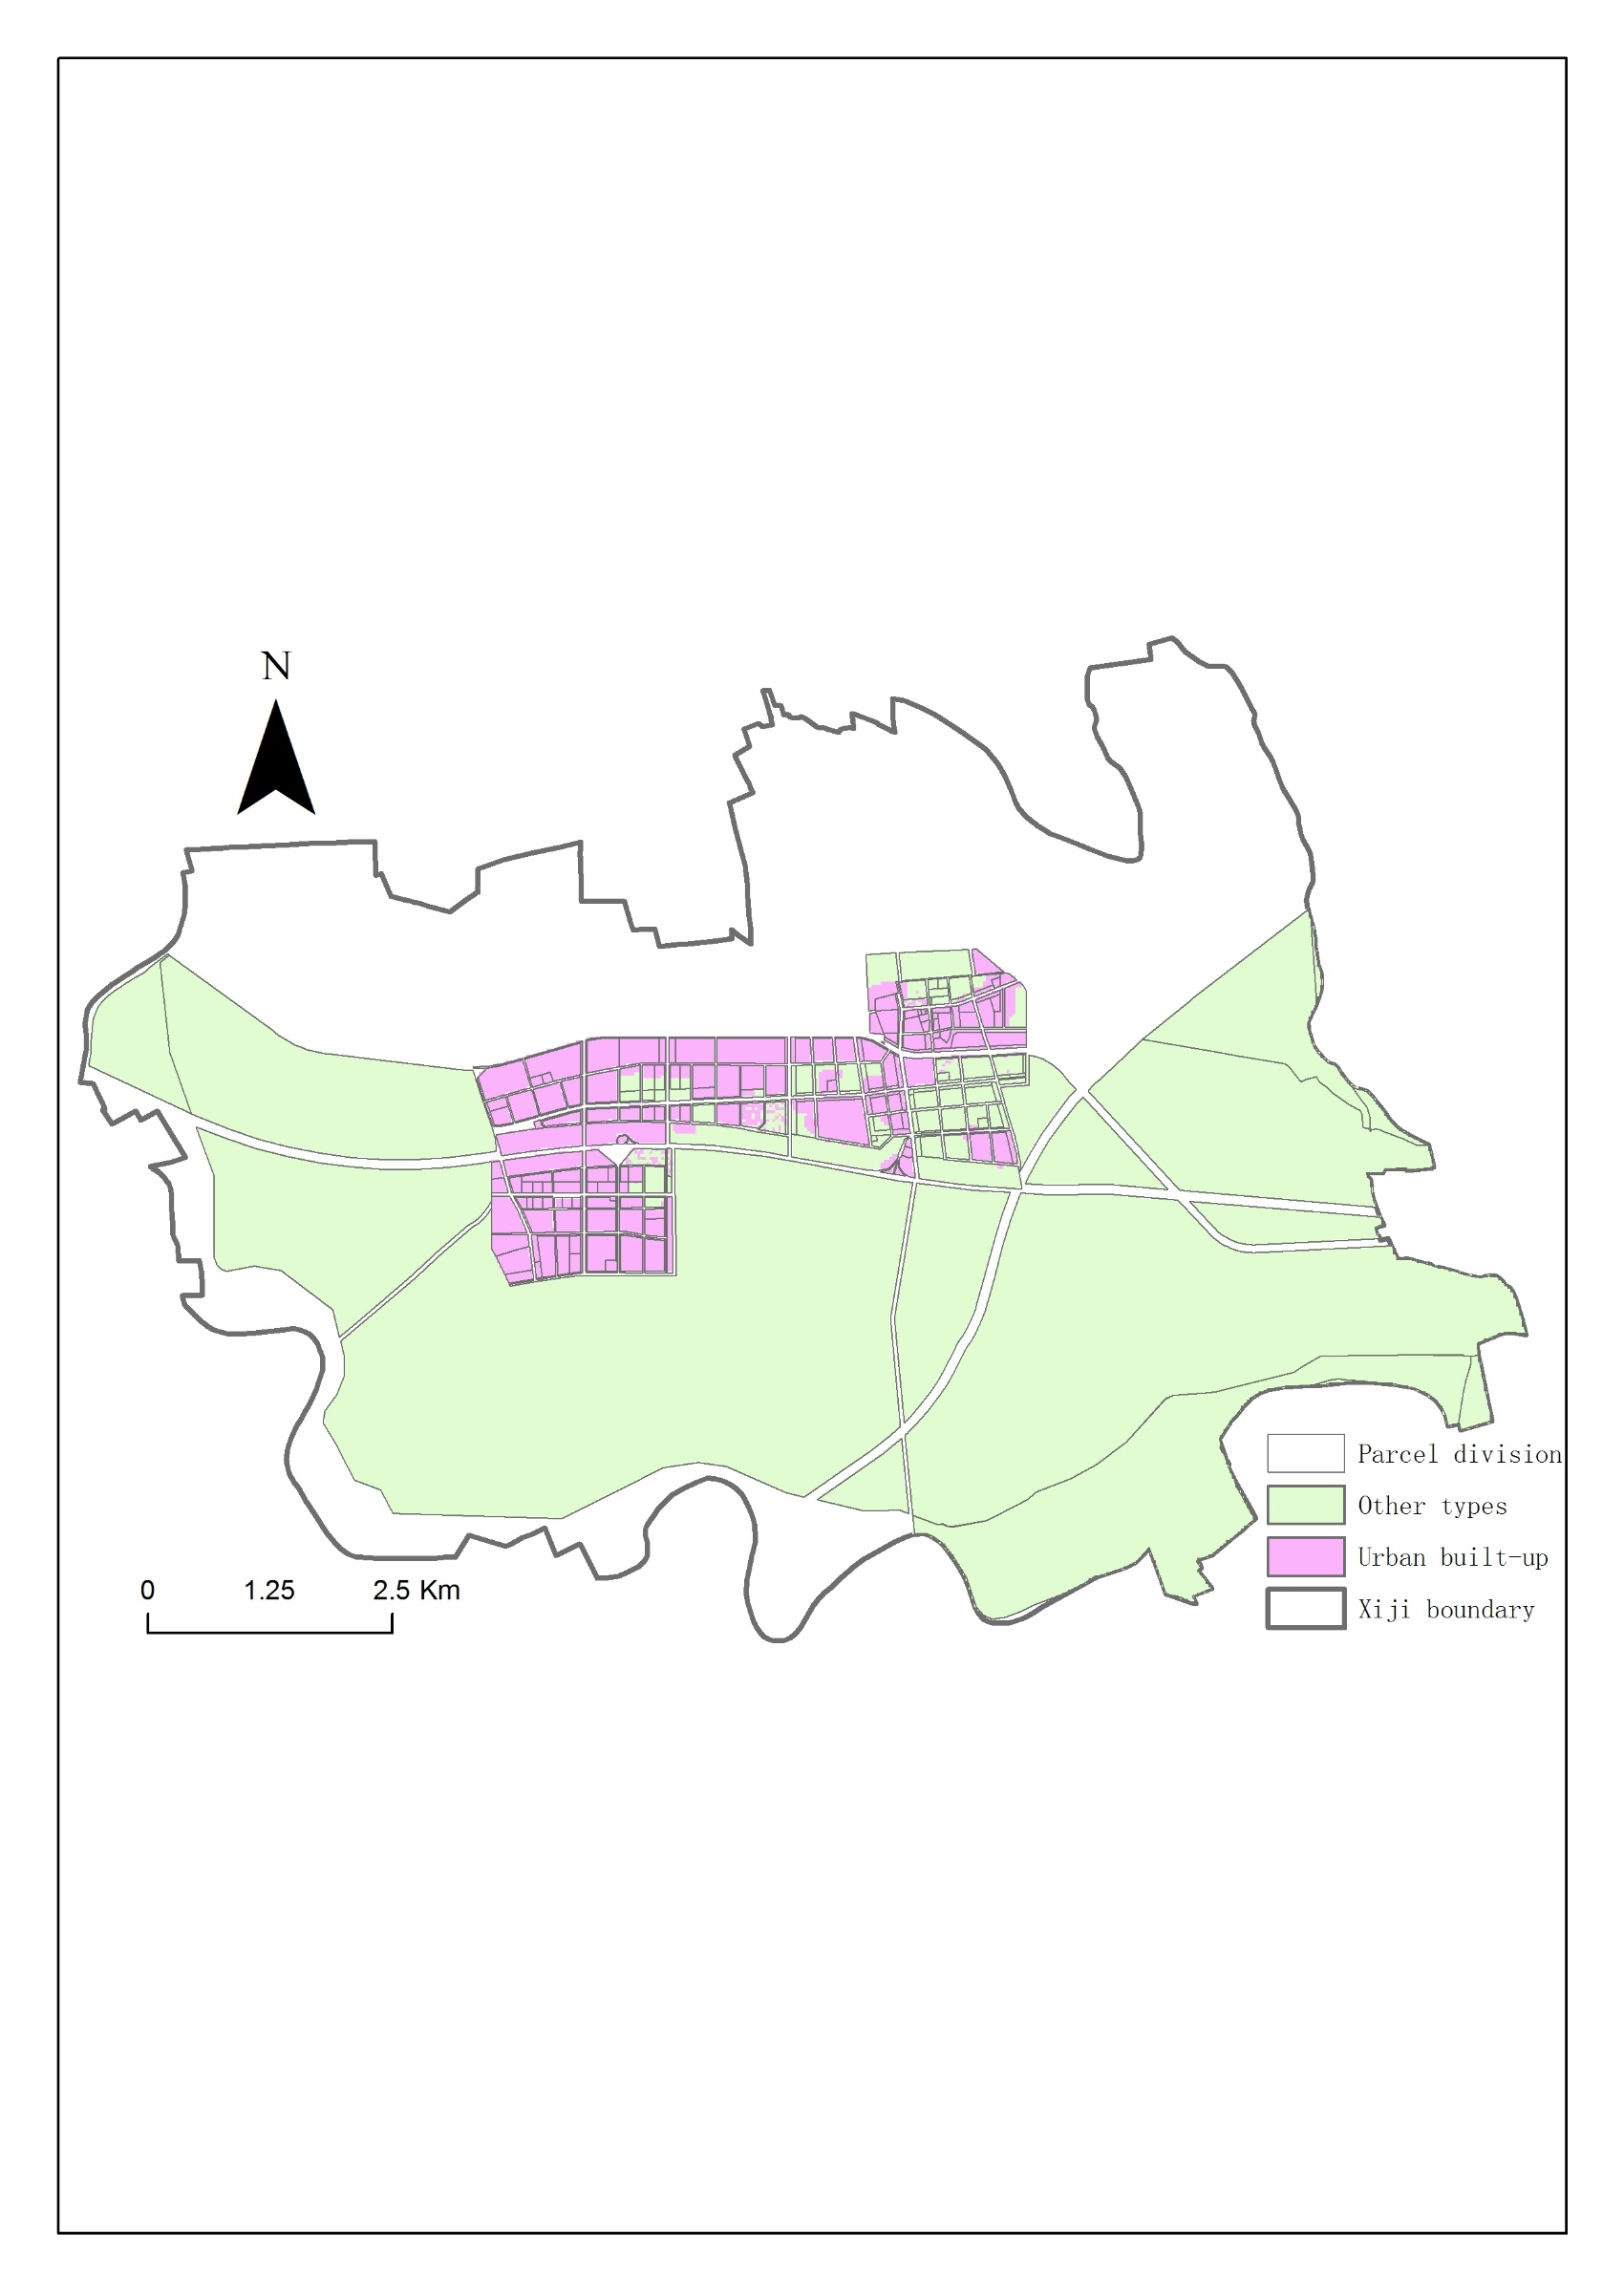 N
Parcel division
Other types
Urban built-up
Xiji boundary
0 1.25 2.5 Km